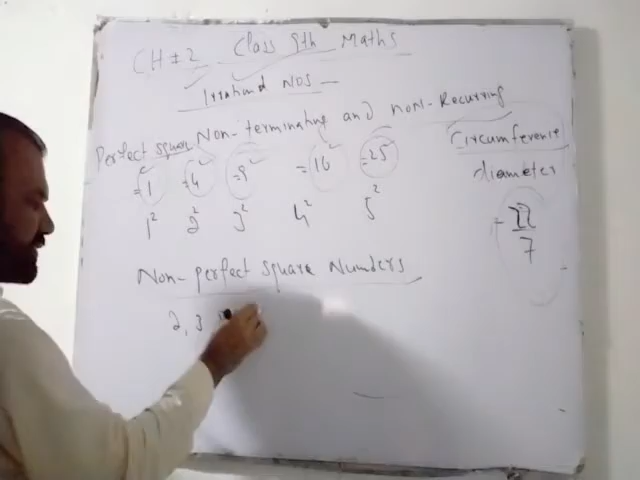 CH # 2 Class 9th Maths
Irrational NOS -
Non-terminating and non-Recurring
Perfect square
= 1 = 4 = 9 = 16 = 25
1² 2² 3² 4² 5²
Circumference
diameter
22
7
Non-perfect square Numbers
2, 3